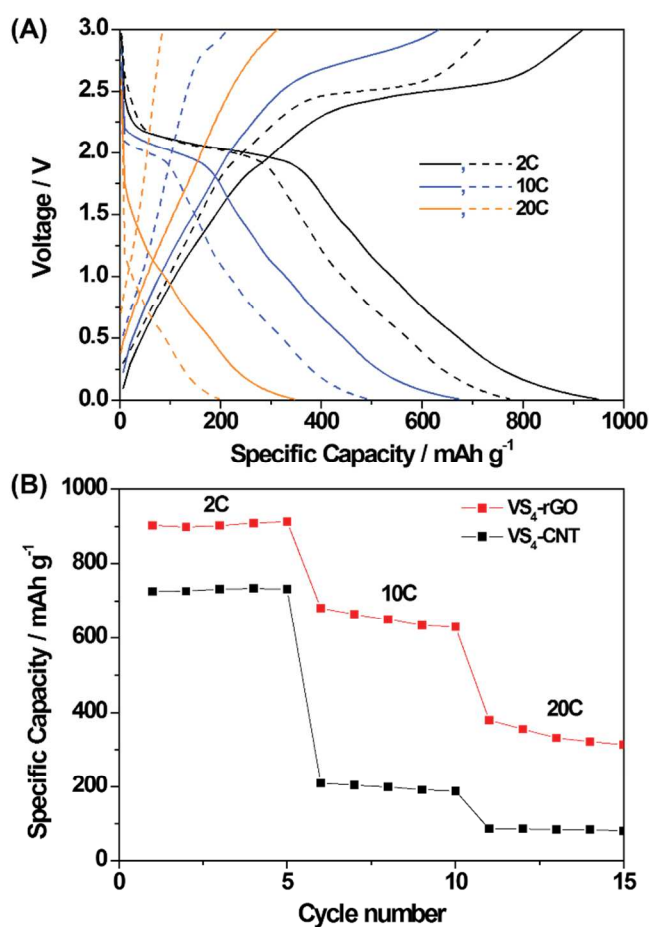 (A)
3.0
2.5
2.0
1.5
1.0
0.5
0.0
Voltage / V
, 2C
, 10C
, 20C
0 200 400 600 800 1000
Specific Capacity / mAh g⁻¹
(B)
1000
800
600
400
200
0
Specific Capacity / mAh g⁻¹
2C
10C
20C
VS₄-rGO
VS₄-CNT
0 5 10 15
Cycle number